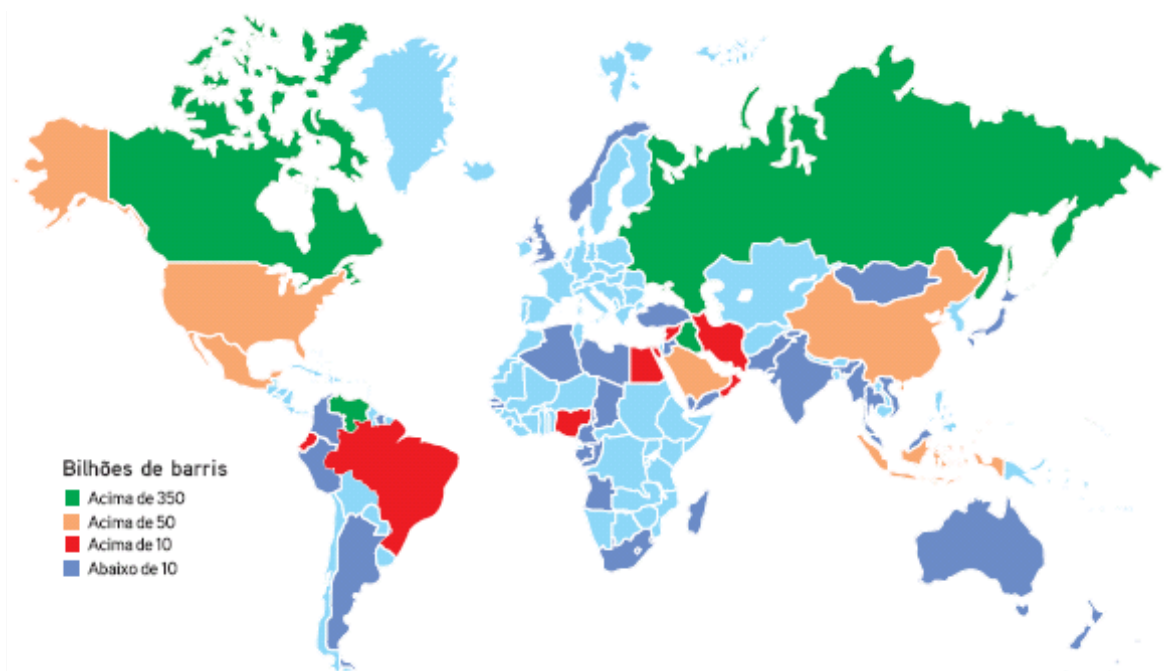 Bilhões de barris
Acima de 350
Acima de 50
Acima de 10
Abaixo de 10